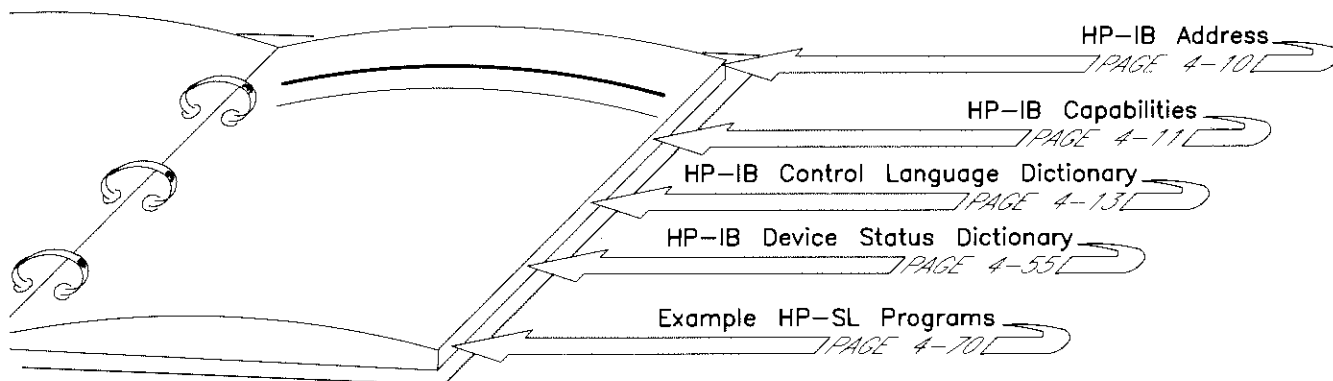 HP-IB Address
PAGE 4-10
HP-IB Capabilities
PAGE 4-11
HP-IB Control Language Dictionary
PAGE 4-13
HP-IB Device Status Dictionary
PAGE 4-55
Example HP-SL Programs
PAGE 4-70